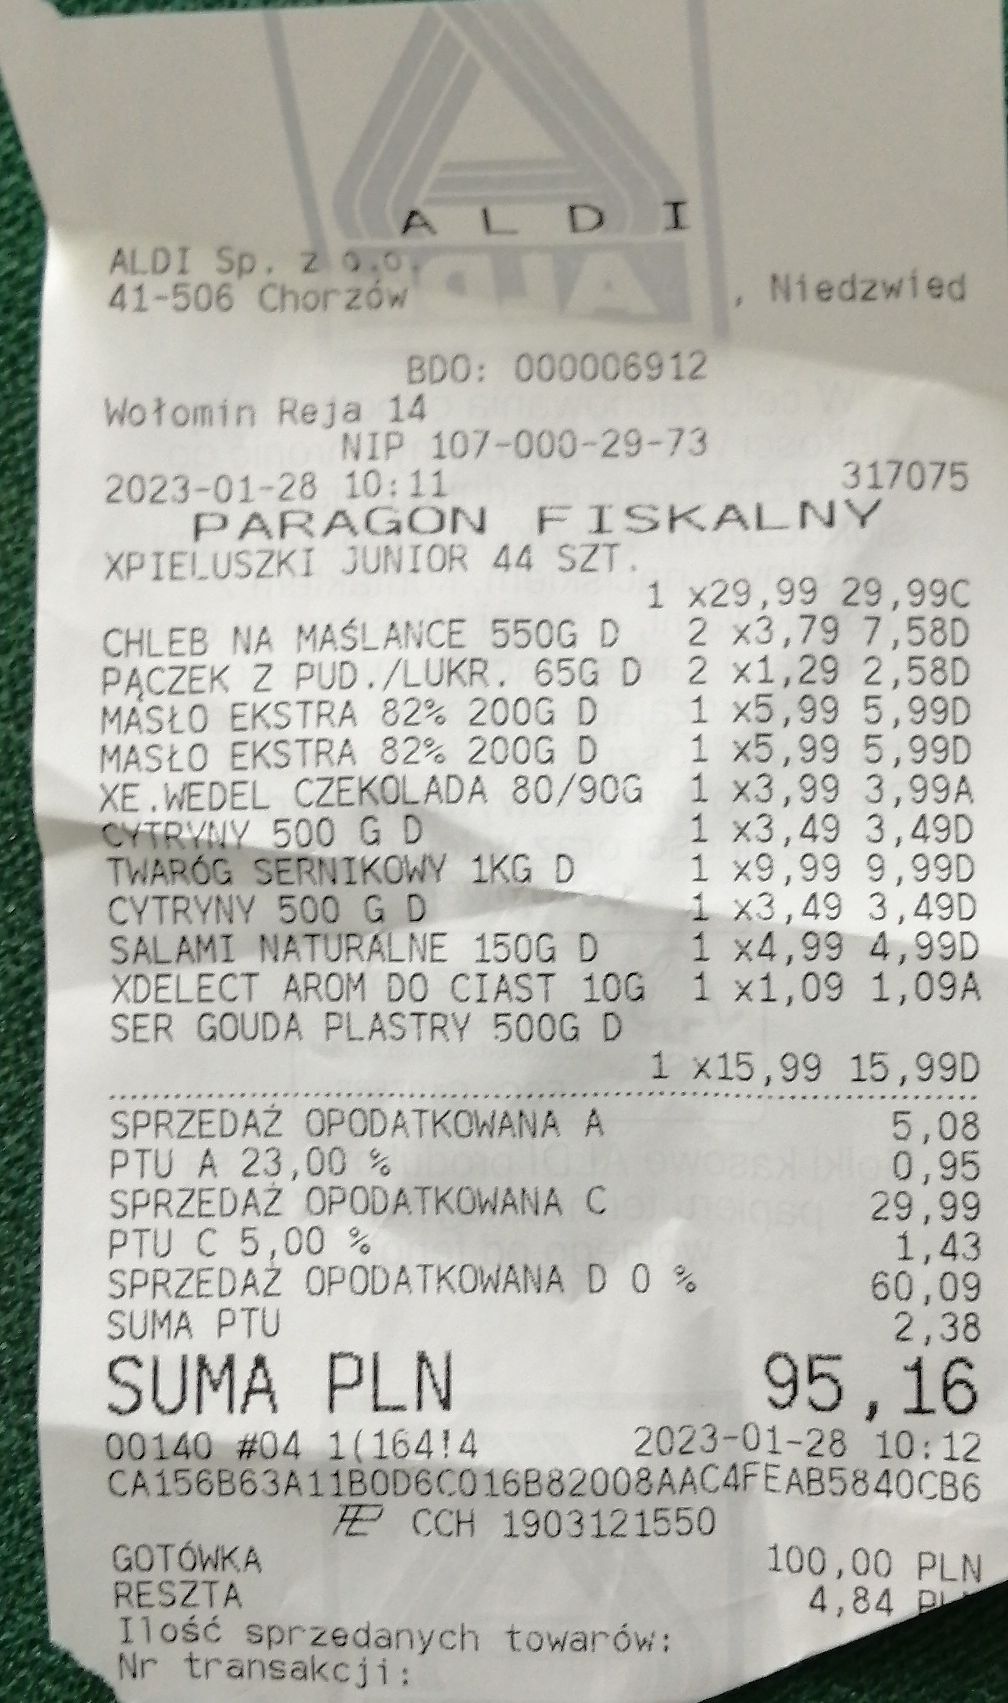 A L D I
ALDI Sp. z o.o.
41-506 Chorzów , Niedzwied
BDO: 000006912
Wołomin Reja 14
NIP 107-000-29-73
2023-01-28 10:11 317075
PARAGON FISKALNY
XPIELUSZKI JUNIOR 44 SZT.
1 x29,99 29,99C
CHLEB NA MAŚLANCE 550G D 2 x3,79 7,58D
PĄCZEK Z PUD./LUKR. 65G D 2 x1,29 2,58D
MASŁO EKSTRA 82% 200G D 1 x5,99 5,99D
MASŁO EKSTRA 82% 200G D 1 x5,99 5,99D
XE.WEDEL CZEKOLADA 80/90G 1 x3,99 3,99A
CYTRYNY 500 G D 1 x3,49 3,49D
TWARÓG SERNIKOWY 1KG D 1 x9,99 9,99D
CYTRYNY 500 G D 1 x3,49 3,49D
SALAMI NATURALNE 150G D 1 x4,99 4,99D
XDELECT AROM DO CIAST 10G 1 x1,09 1,09A
SER GOUDA PLASTRY 500G D
1 x15,99 15,99D
SPRZEDAŻ OPODATKOWANA A 5,08
PTU A 23,00 % 0,95
SPRZEDAŻ OPODATKOWANA C 29,99
PTU C 5,00 % 1,43
SPRZEDAŻ OPODATKOWANA D 0 % 60,09
SUMA PTU 2,38
SUMA PLN 95,16
00140 #04 1(164!4 2023-01-28 10:12
CA156B63A11B0D6C016B82008AAC4FEAB5840CB6
CCH 1903121550
GOTÓWKA 100,00 PLN
RESZTA 4,84
Ilość sprzedanych towarów:
Nr transakcji: